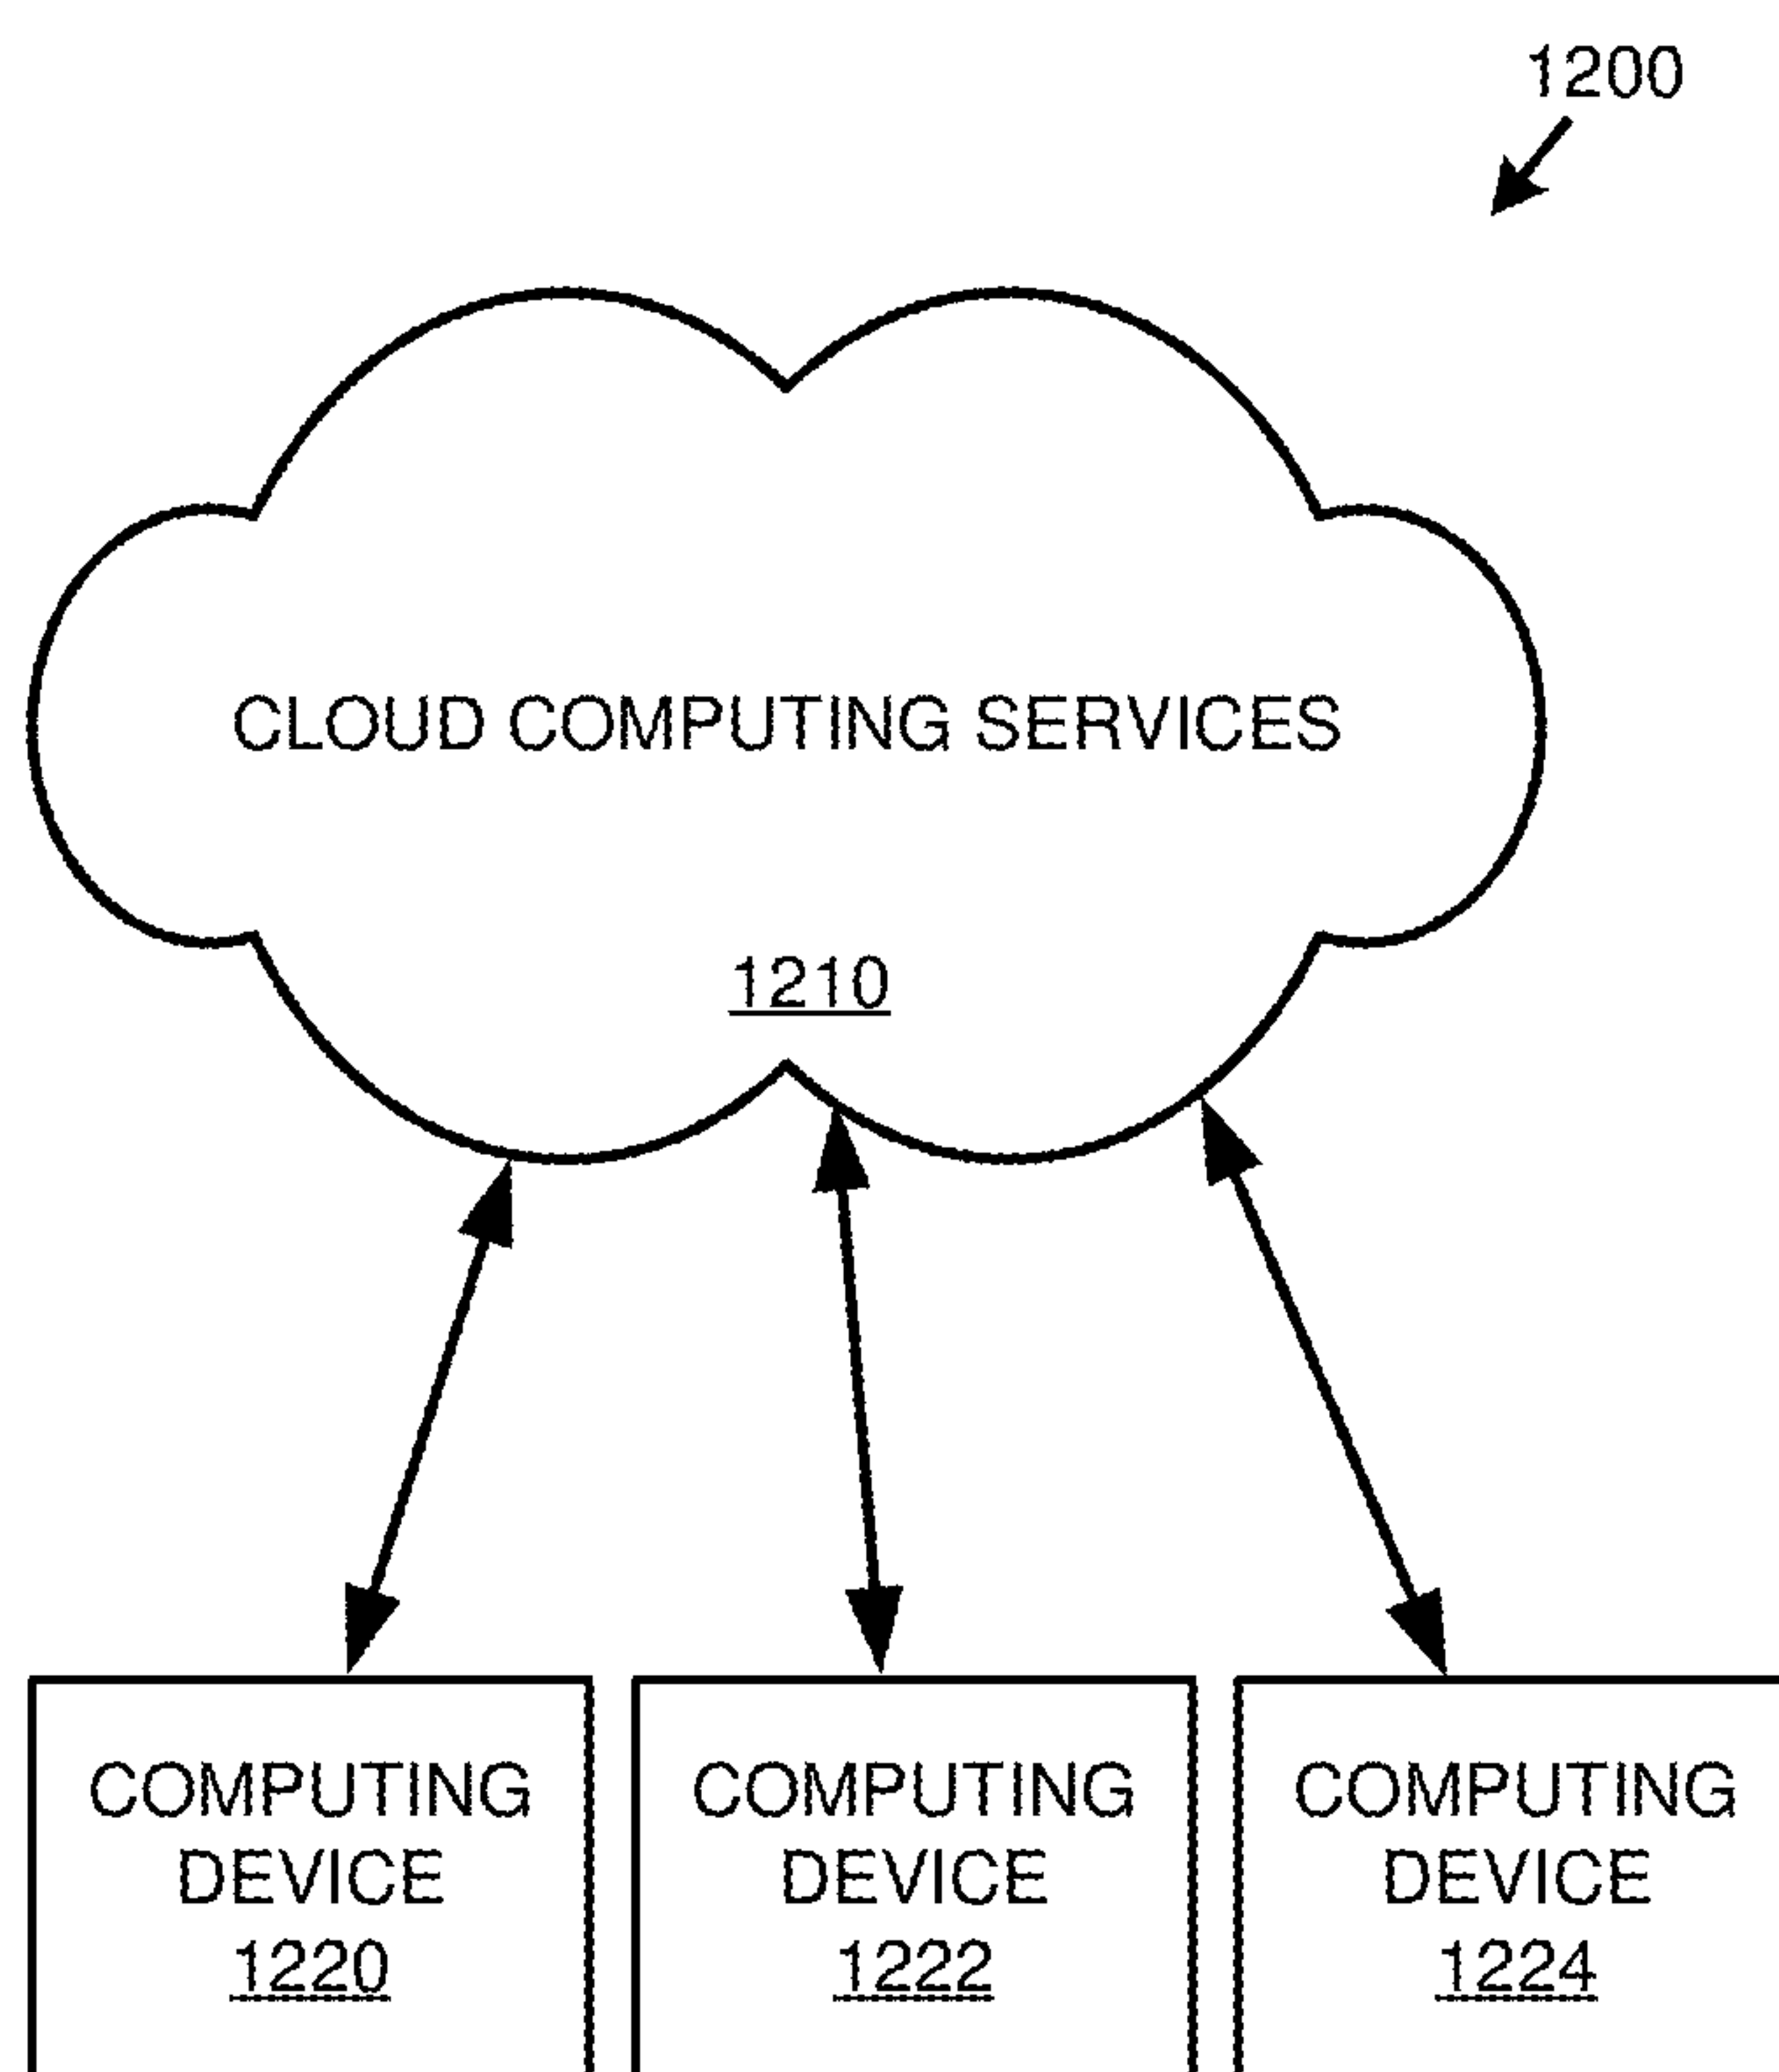 1200
CLOUD COMPUTING SERVICES
1210
COMPUTING
DEVICE
1220
COMPUTING
DEVICE
1222
COMPUTING
DEVICE
1224